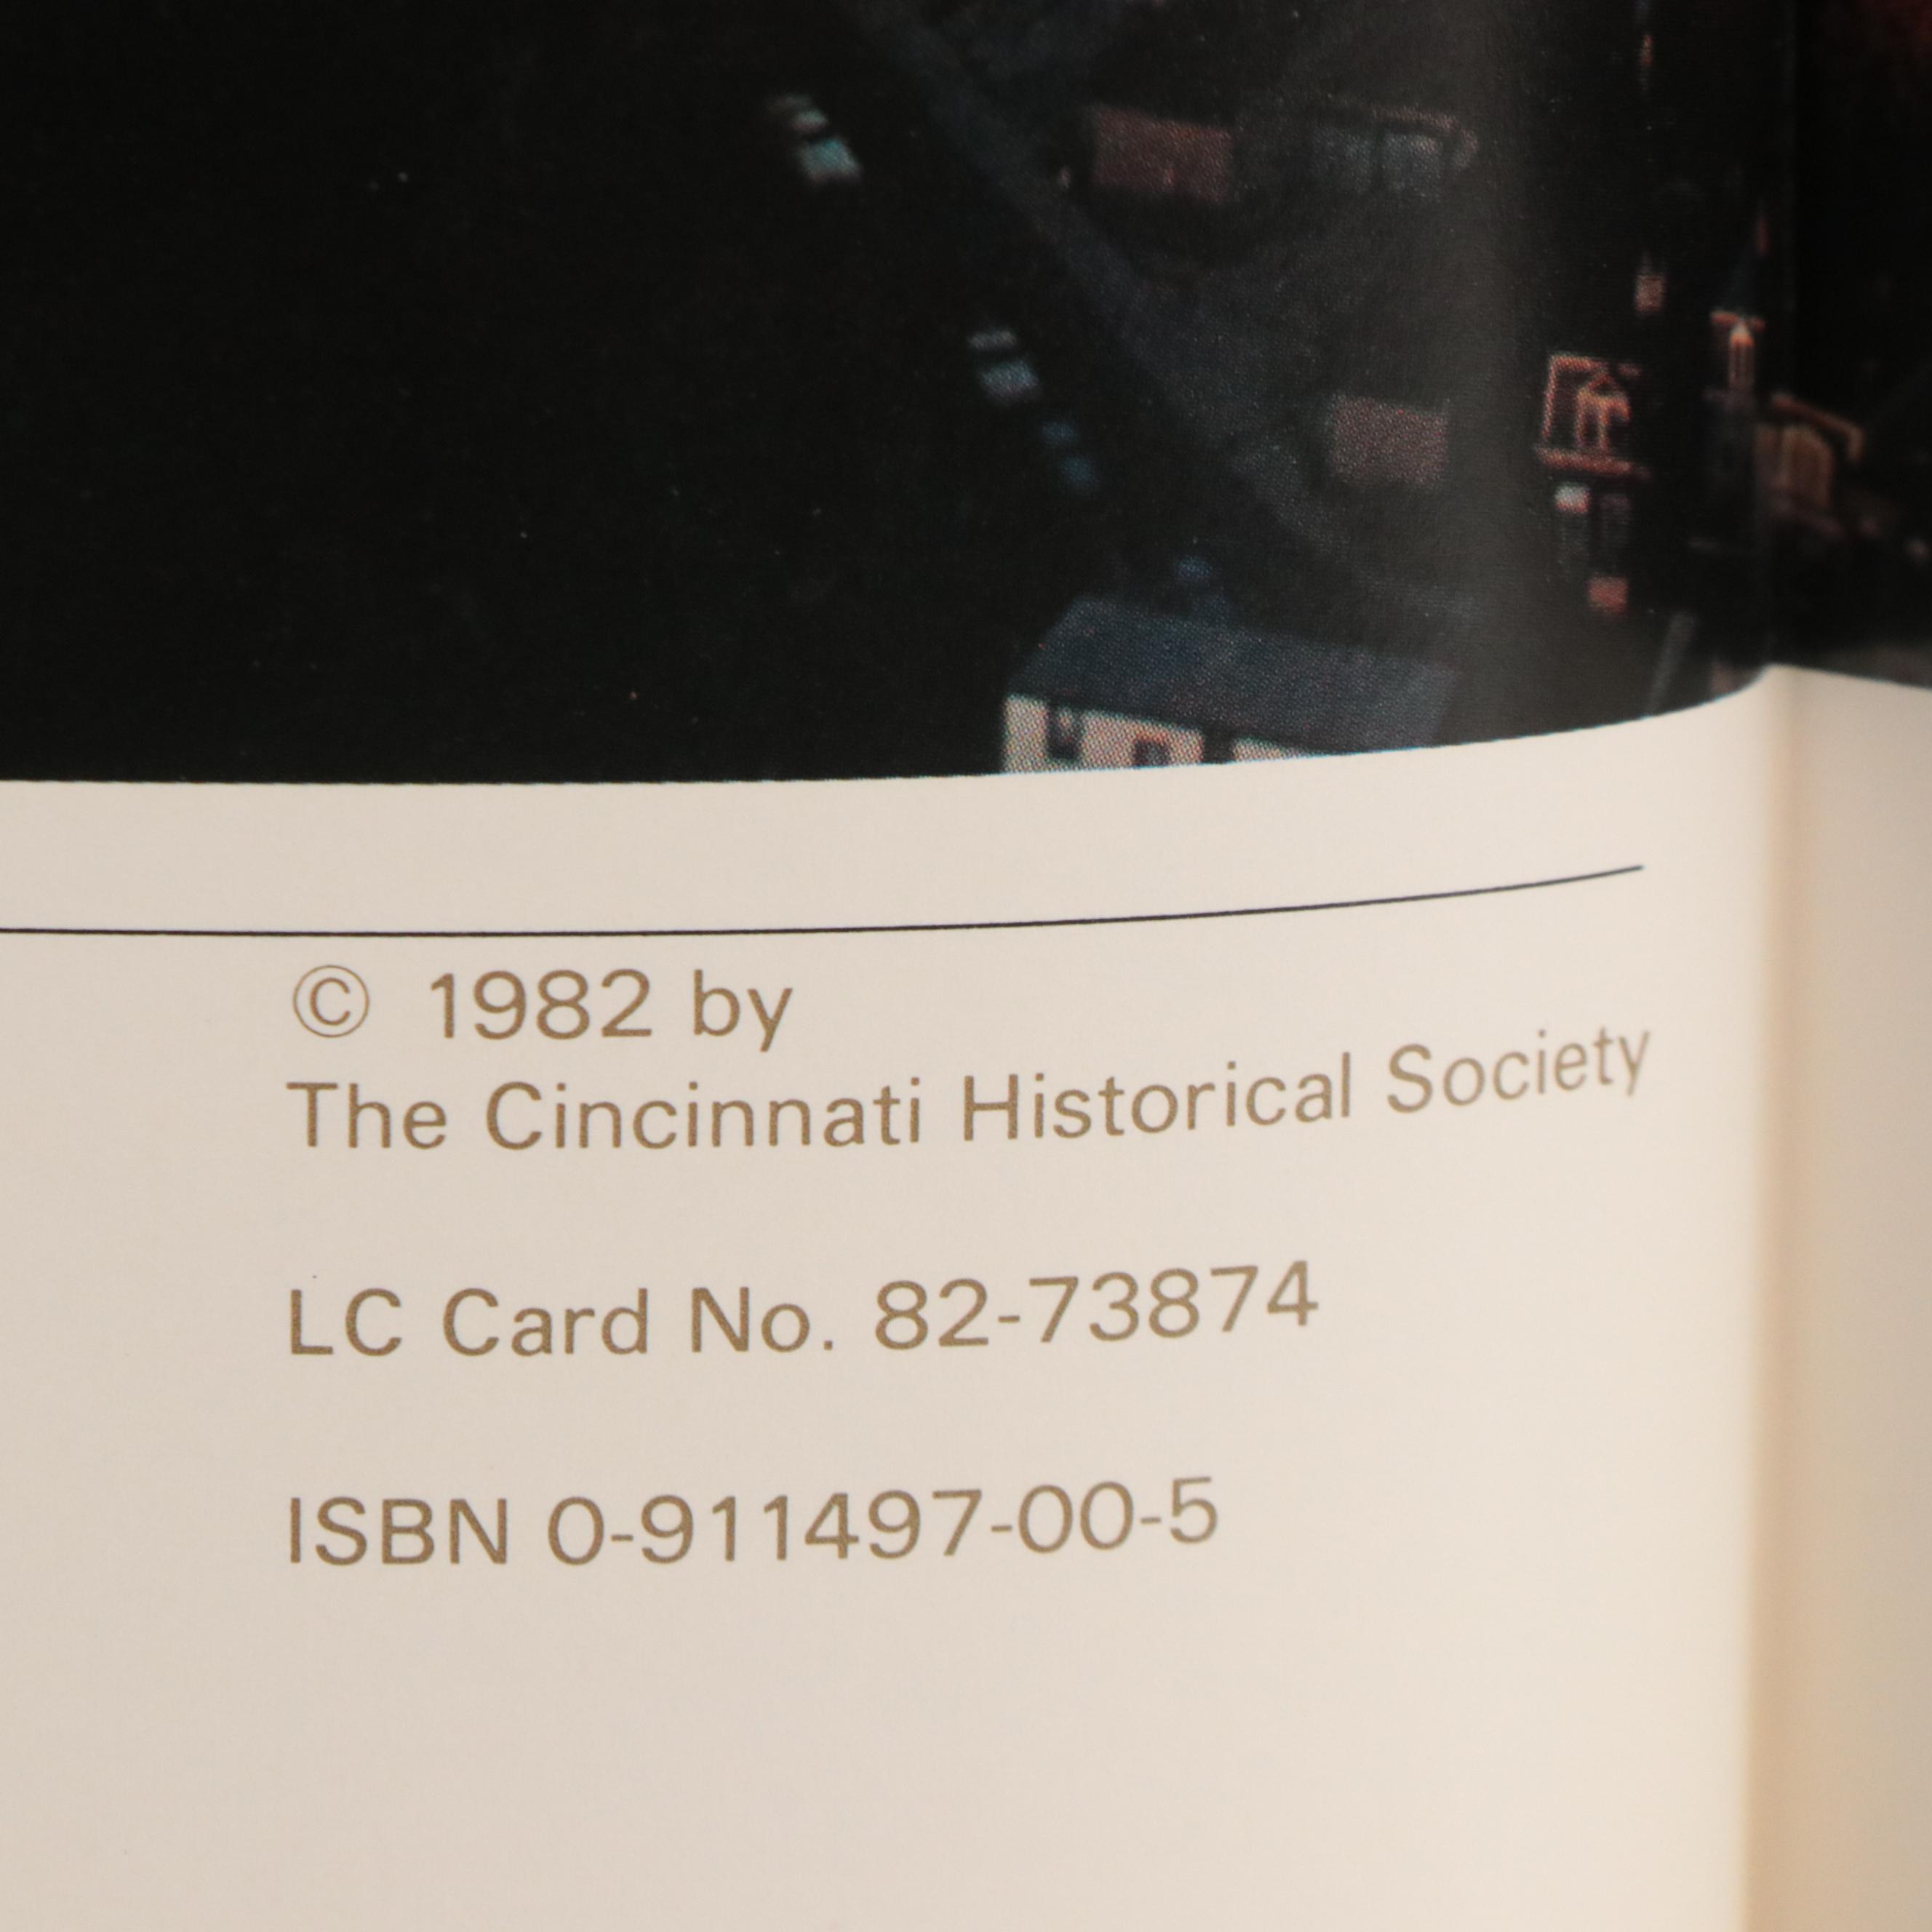 © 1982 by
The Cincinnati Historical Society
LC Card No. 82-73874
ISBN 0-911497-00-5